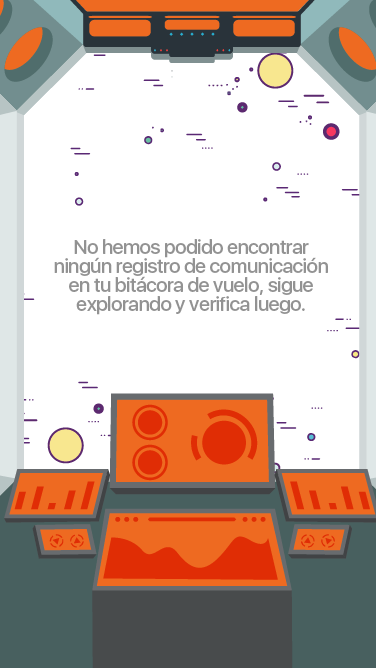 No hemos podido encontrar
ningún registro de comunicación
en tu bitácora de vuelo, sigue
explorando y verifica luego.